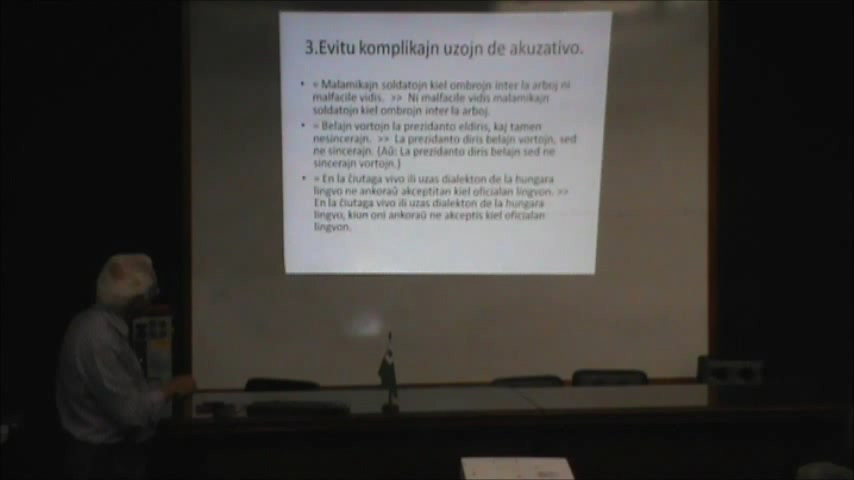 3.Evitu komplikajn uzojn de akuzativo.
• = Malamikajn soldatojn kiel ombrojn inter la arboj ni
malfacile vidis. >> Ni malfacile vidis malamikajn
soldatojn kiel ombrojn inter la arboj.
• = Belajn vortojn la prezidanto eldiris, kaj tamen
nesincerajn. >> La prezidanto diris belajn vortojn, sed
ne sincerajn. (Aŭ: La prezidanto diris belajn sed ne
sincerajn vortojn.)
• = En la ĉiutaga vivo ili uzas dialekton de la hungara
lingvo ne ankoraŭ akceptitan kiel oficialan lingvon. >>
En la ĉiutaga vivo ili uzas dialekton de la hungara
lingvo, kiun oni ankoraŭ ne akceptis kiel oficialan
lingvon.